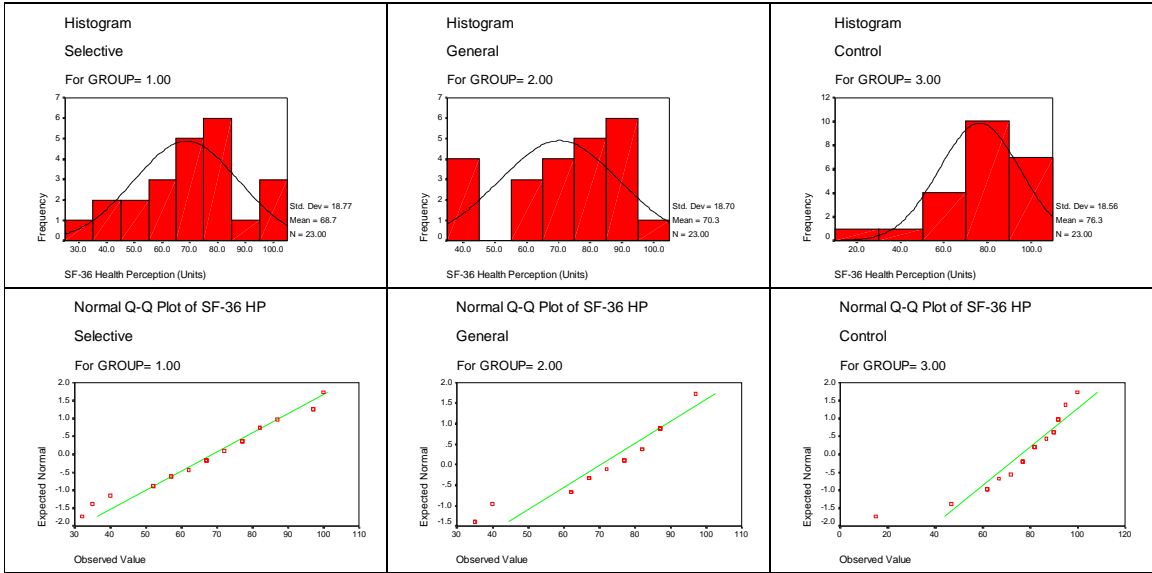 Histogram
Selective
For GROUP= 1.00
7
6
5
4
3
2
1
0
Frequency
30.0 40.0 50.0 60.0 70.0 80.0 90.0 100.0
SF-36 Health Perception (Units)
Std. Dev = 18.77
Mean = 68.7
N = 23.00
Histogram
General
For GROUP= 2.00
7
6
5
4
3
2
1
0
Frequency
40.0 50.0 60.0 70.0 80.0 90.0 100.0
SF-36 Health Perception (Units)
Std. Dev = 18.70
Mean = 70.3
N = 23.00
Histogram
Control
For GROUP= 3.00
12
10
8
6
4
2
0
Frequency
20.0 40.0 60.0 80.0 100.0
SF-36 Health Perception (Units)
Std. Dev = 18.56
Mean = 76.3
N = 23.00
Normal Q-Q Plot of SF-36 HP
Selective
For GROUP= 1.00
2.0
1.5
1.0
.5
0.0
-.5
-1.0
-1.5
-2.0
Expected Normal
30 40 50 60 70 80 90 100 110
Observed Value
Normal Q-Q Plot of SF-36 HP
General
For GROUP= 2.00
2.0
1.5
1.0
.5
0.0
-.5
-1.0
-1.5
Expected Normal
30 40 50 60 70 80 90 100 110
Observed Value
Normal Q-Q Plot of SF-36 HP
Control
For GROUP= 3.00
2.0
1.5
1.0
.5
0.0
-.5
-1.0
-1.5
-2.0
Expected Normal
0 20 40 60 80 100 120
Observed Value